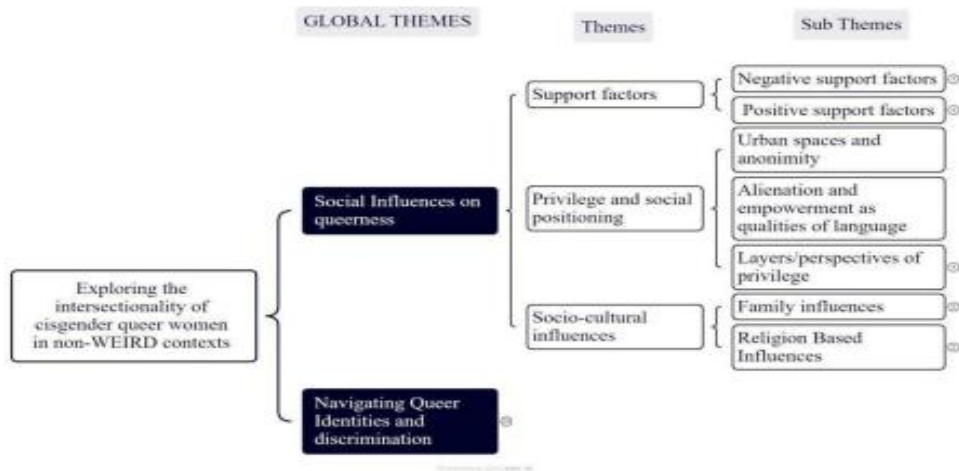 GLOBAL THEMES
Themes
Sub Themes
Exploring the
intersectionality of
cisgender queer women
in non-WEIRD contexts
Social Influences on
queerness
Support factors
Negative support factors
Positive support factors
Privilege and social
positioning
Urban spaces and
anonimity
Alienation and
empowerment as
qualities of language
Layers/perspectives of
privilege
Socio-cultural
influences
Family influences
Religion Based
Influences
Navigating Queer
Identities and
discrimination